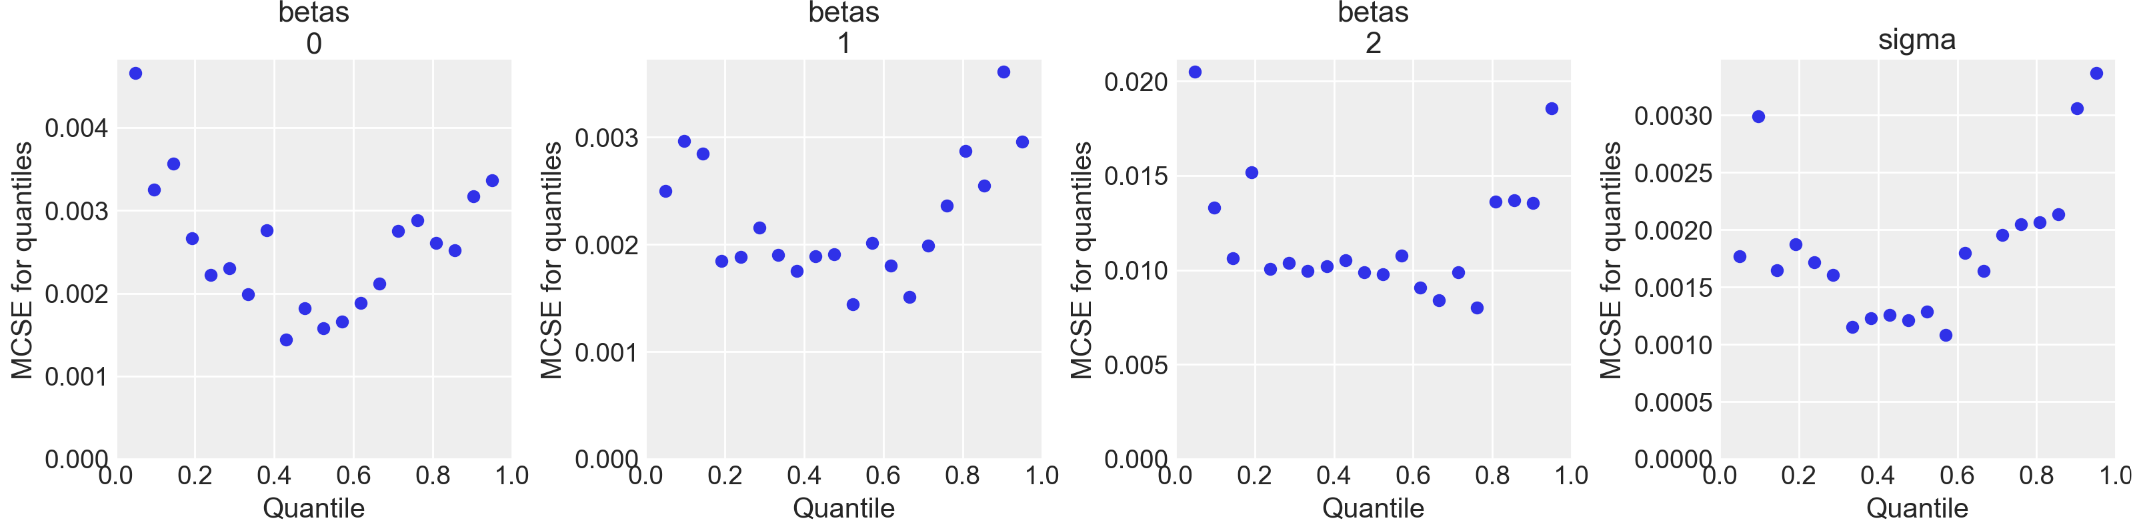 betas
0
MCSE for quantiles
0.004
0.003
0.002
0.001
0.000
0.0 0.2 0.4 0.6 0.8 1.0
Quantile
betas
1
MCSE for quantiles
0.003
0.002
0.001
0.000
0.0 0.2 0.4 0.6 0.8 1.0
Quantile
betas
2
MCSE for quantiles
0.020
0.015
0.010
0.005
0.000
0.0 0.2 0.4 0.6 0.8 1.0
Quantile
sigma
MCSE for quantiles
0.0030
0.0025
0.0020
0.0015
0.0010
0.0005
0.0000
0.0 0.2 0.4 0.6 0.8 1.0
Quantile